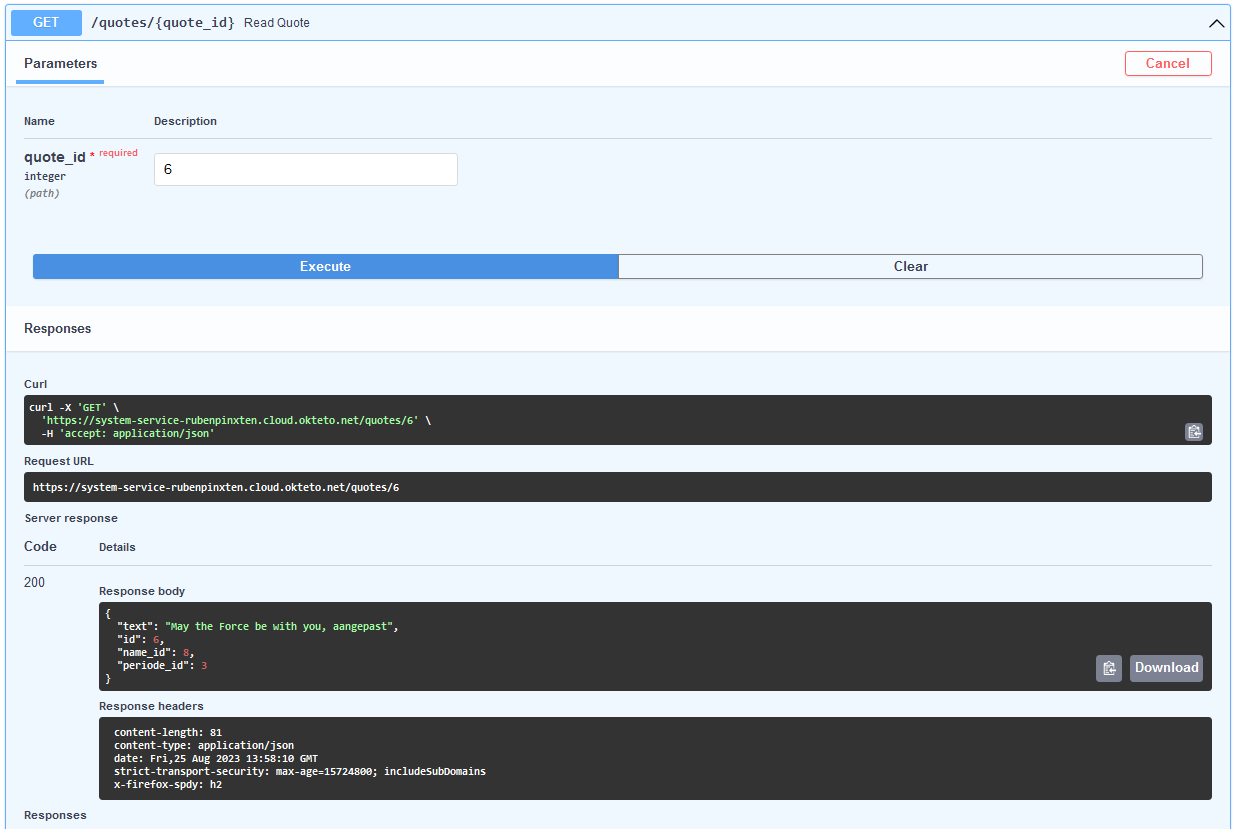 GET /quotes/{quote_id} Read Quote
Parameters
Cancel
Name Description
quote_id * required
integer
(path)
6
Execute Clear
Responses
Curl
curl -X 'GET' \
  'https://system-service-rubenpinxten.cloud.okteto.net/quotes/6' \
  -H 'accept: application/json'
Request URL
https://system-service-rubenpinxten.cloud.okteto.net/quotes/6
Server response
Code Details
200
Response body
{
  "text": "May the Force be with you, aangepast",
  "id": 6,
  "name_id": 8,
  "periode_id": 3
}
Download
Response headers
content-length: 81
content-type: application/json
date: Fri,25 Aug 2023 13:58:10 GMT
strict-transport-security: max-age=15724800; includeSubDomains
x-firefox-spdy: h2
Responses